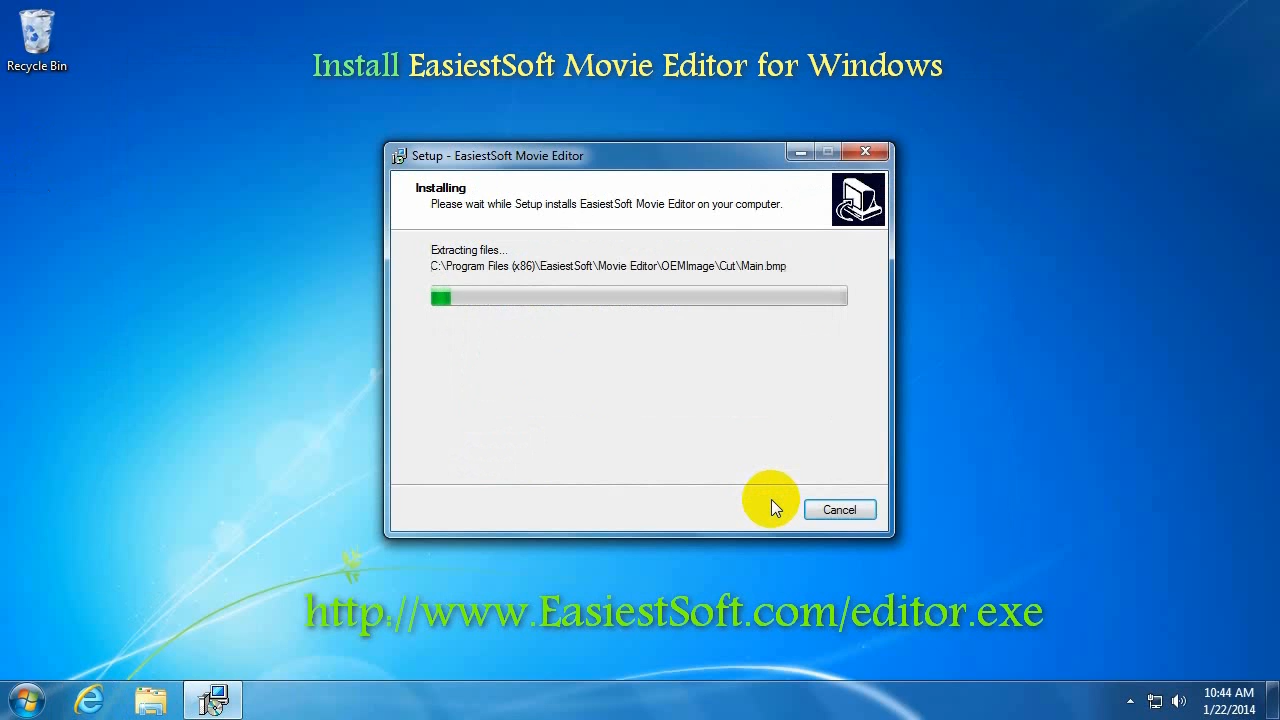 Recycle Bin
Install EasiestSoft Movie Editor for Windows
Setup - EasiestSoft Movie Editor
Installing
Please wait while Setup installs EasiestSoft Movie Editor on your computer.
Extracting files...
C:\Program Files (x86)\EasiestSoft\Movie Editor\OEMImage\Cut\Main.bmp
Cancel
http://www.EasiestSoft.com/editor.exe
10:44 AM
1/22/2014